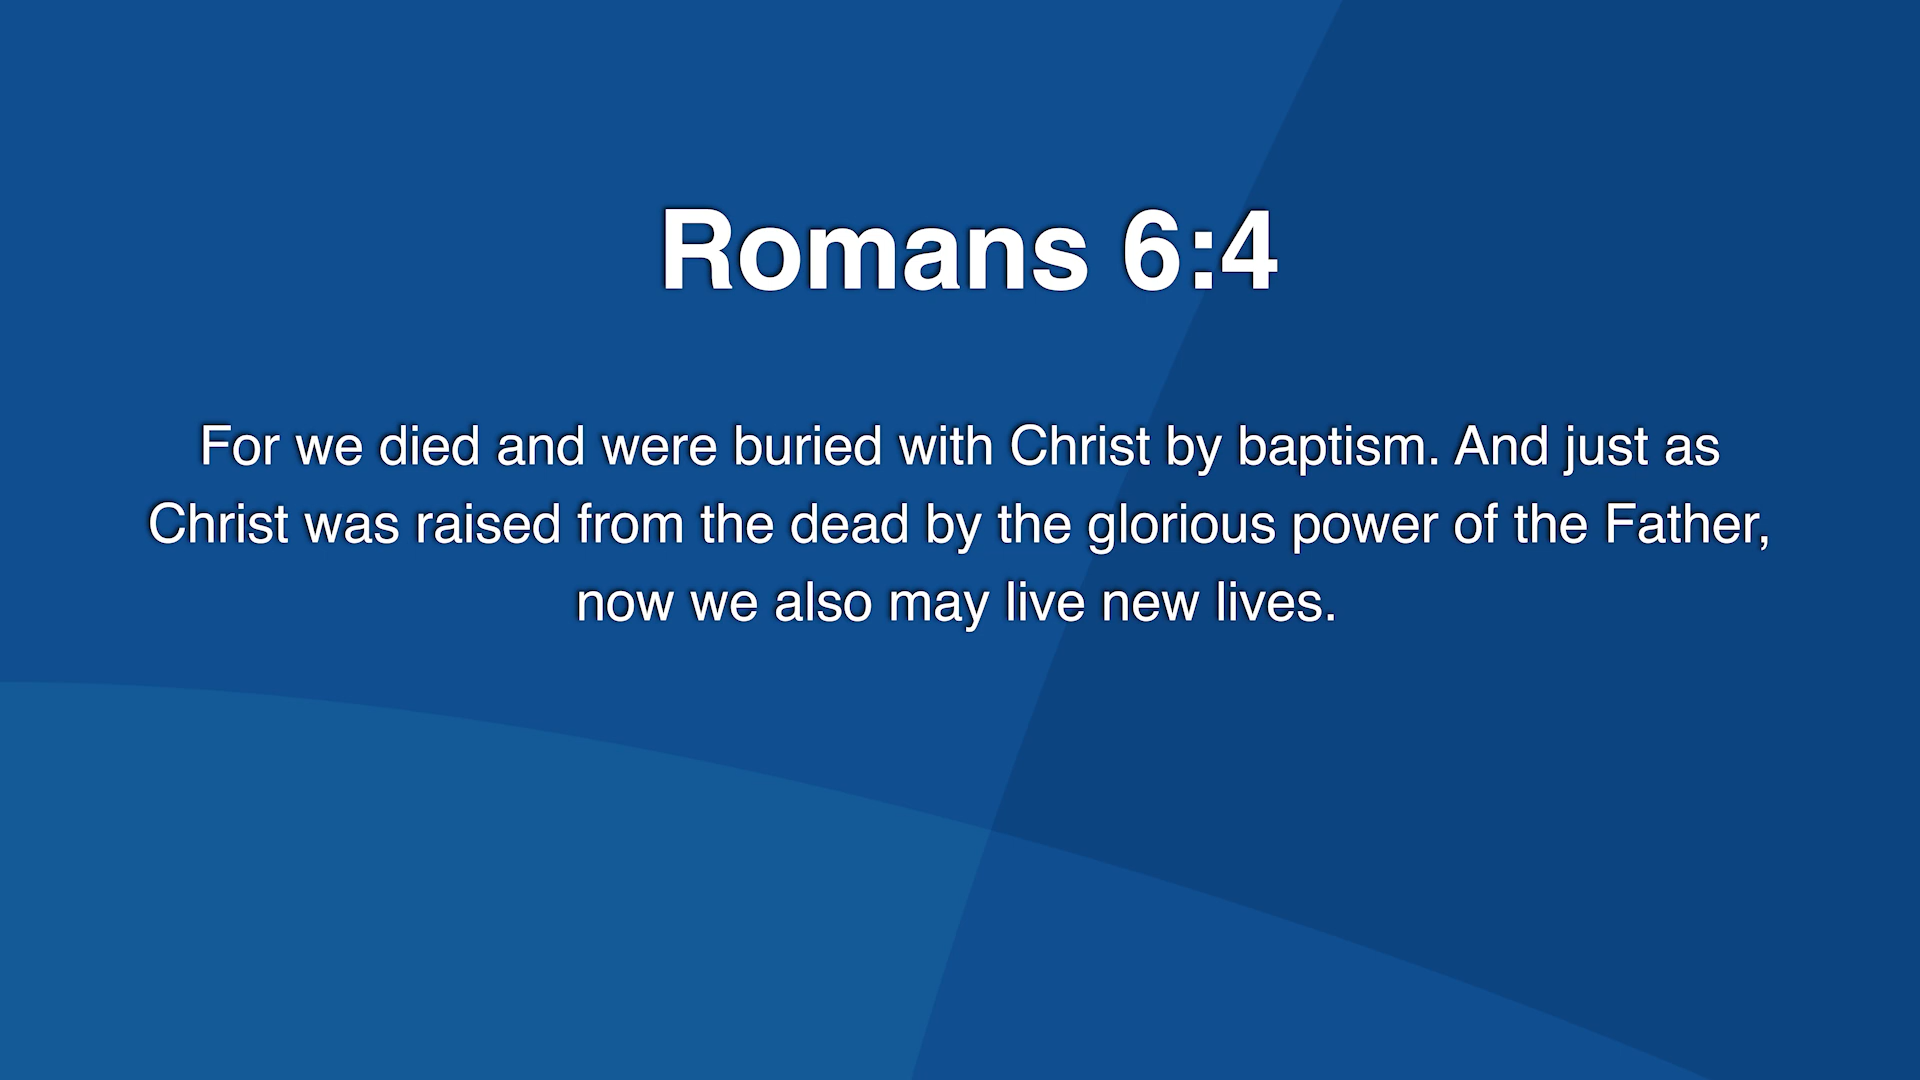 Romans 6:4
For we died and were buried with Christ by baptism. And just as
Christ was raised from the dead by the glorious power of the Father,
now we also may live new lives.